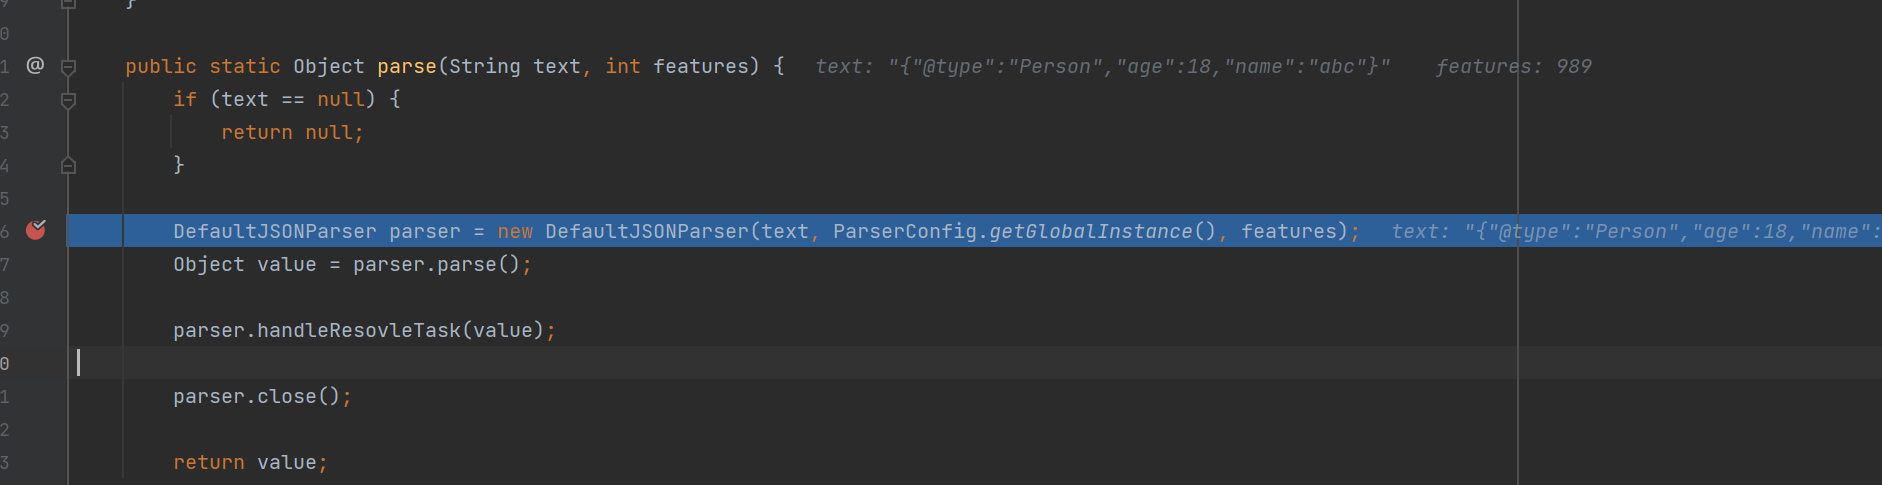 9 }
0
1 @ public static Object parse(String text, int features) { text: "{"@type":"Person","age":18,"name":"abc"}" features: 989
2 if (text == null) {
3 return null;
4 }
5
6 DefaultJSONParser parser = new DefaultJSONParser(text, ParserConfig.getGlobalInstance(), features); text: "{"@type":"Person","age":18,"name":
7 Object value = parser.parse();
8
9 parser.handleResovleTask(value);
0
1 parser.close();
2
3 return value;